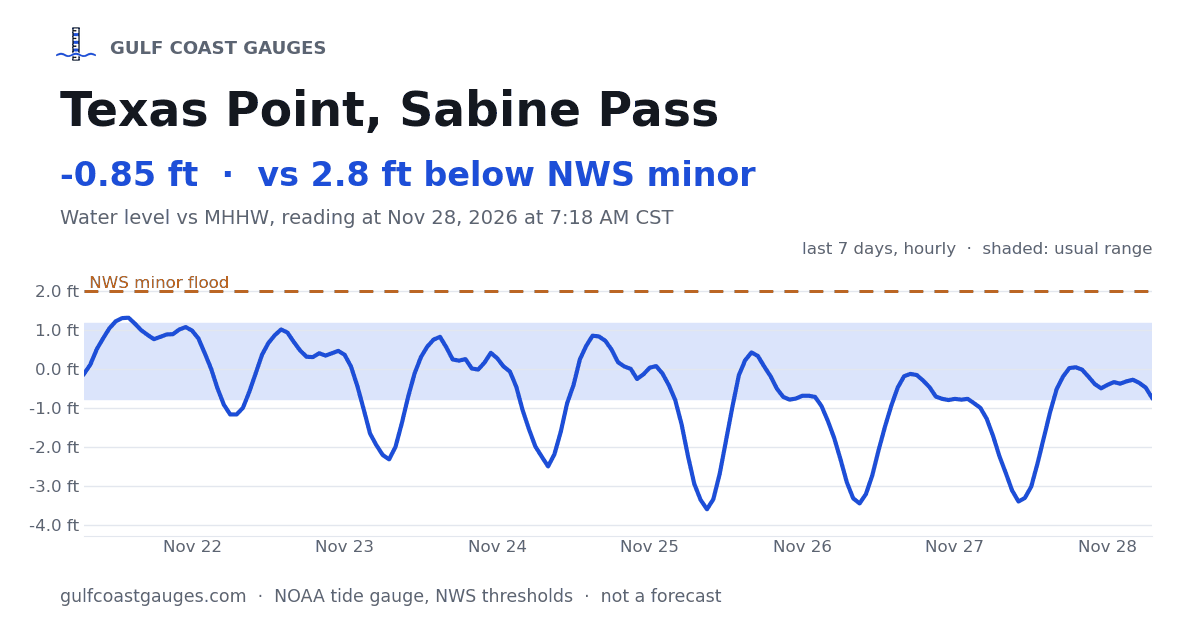 GULF COAST GAUGES
Texas Point, Sabine Pass
-0.85 ft · vs 2.8 ft below NWS minor
Water level vs MHHW, reading at Nov 28, 2026 at 7:18 AM CST
last 7 days, hourly · shaded: usual range
NWS minor flood
2.0 ft
1.0 ft
0.0 ft
-1.0 ft
-2.0 ft
-3.0 ft
-4.0 ft
Nov 22 Nov 23 Nov 24 Nov 25 Nov 26 Nov 27 Nov 28
gulfcoastgauges.com · NOAA tide gauge, NWS thresholds · not a forecast